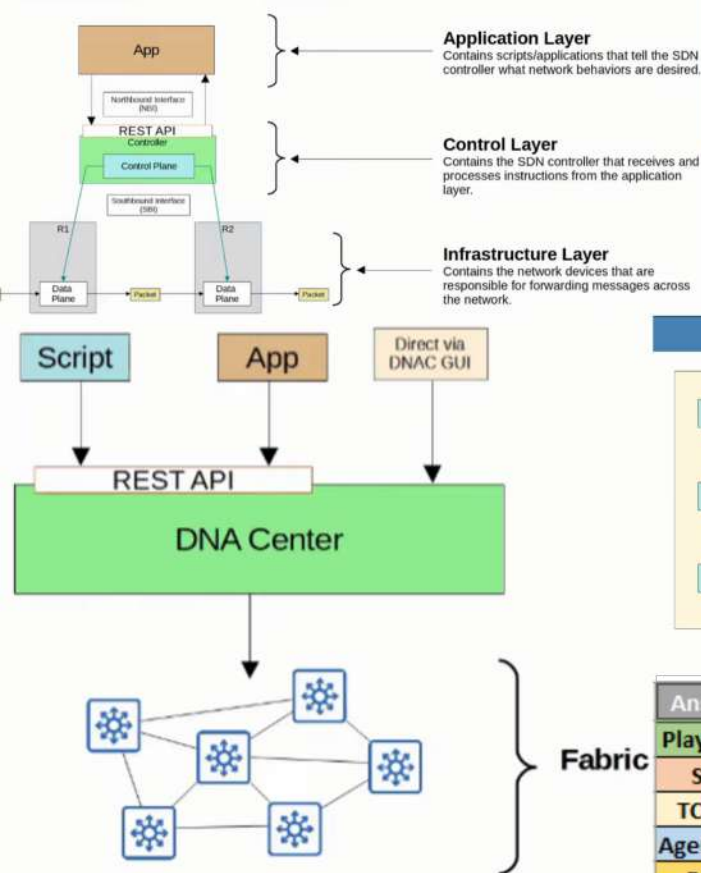 App
Application Layer
Contains scripts/applications that tell the SDN
controller what network behaviors are desired.
Northbound Interface
(NBI)
REST API
Controller
Control Plane
Control Layer
Contains the SDN controller that receives and
processes instructions from the application
layer.
Southbound Interface
(SBI)
R1
R2
Data
Plane
Packet
Data
Plane
Packet
Infrastructure Layer
Contains the network devices that are
responsible for forwarding messages across
the network.
Script
App
Direct via
DNAC GUI
REST API
DNA Center
Fabric
An
Play
S
TC
Age